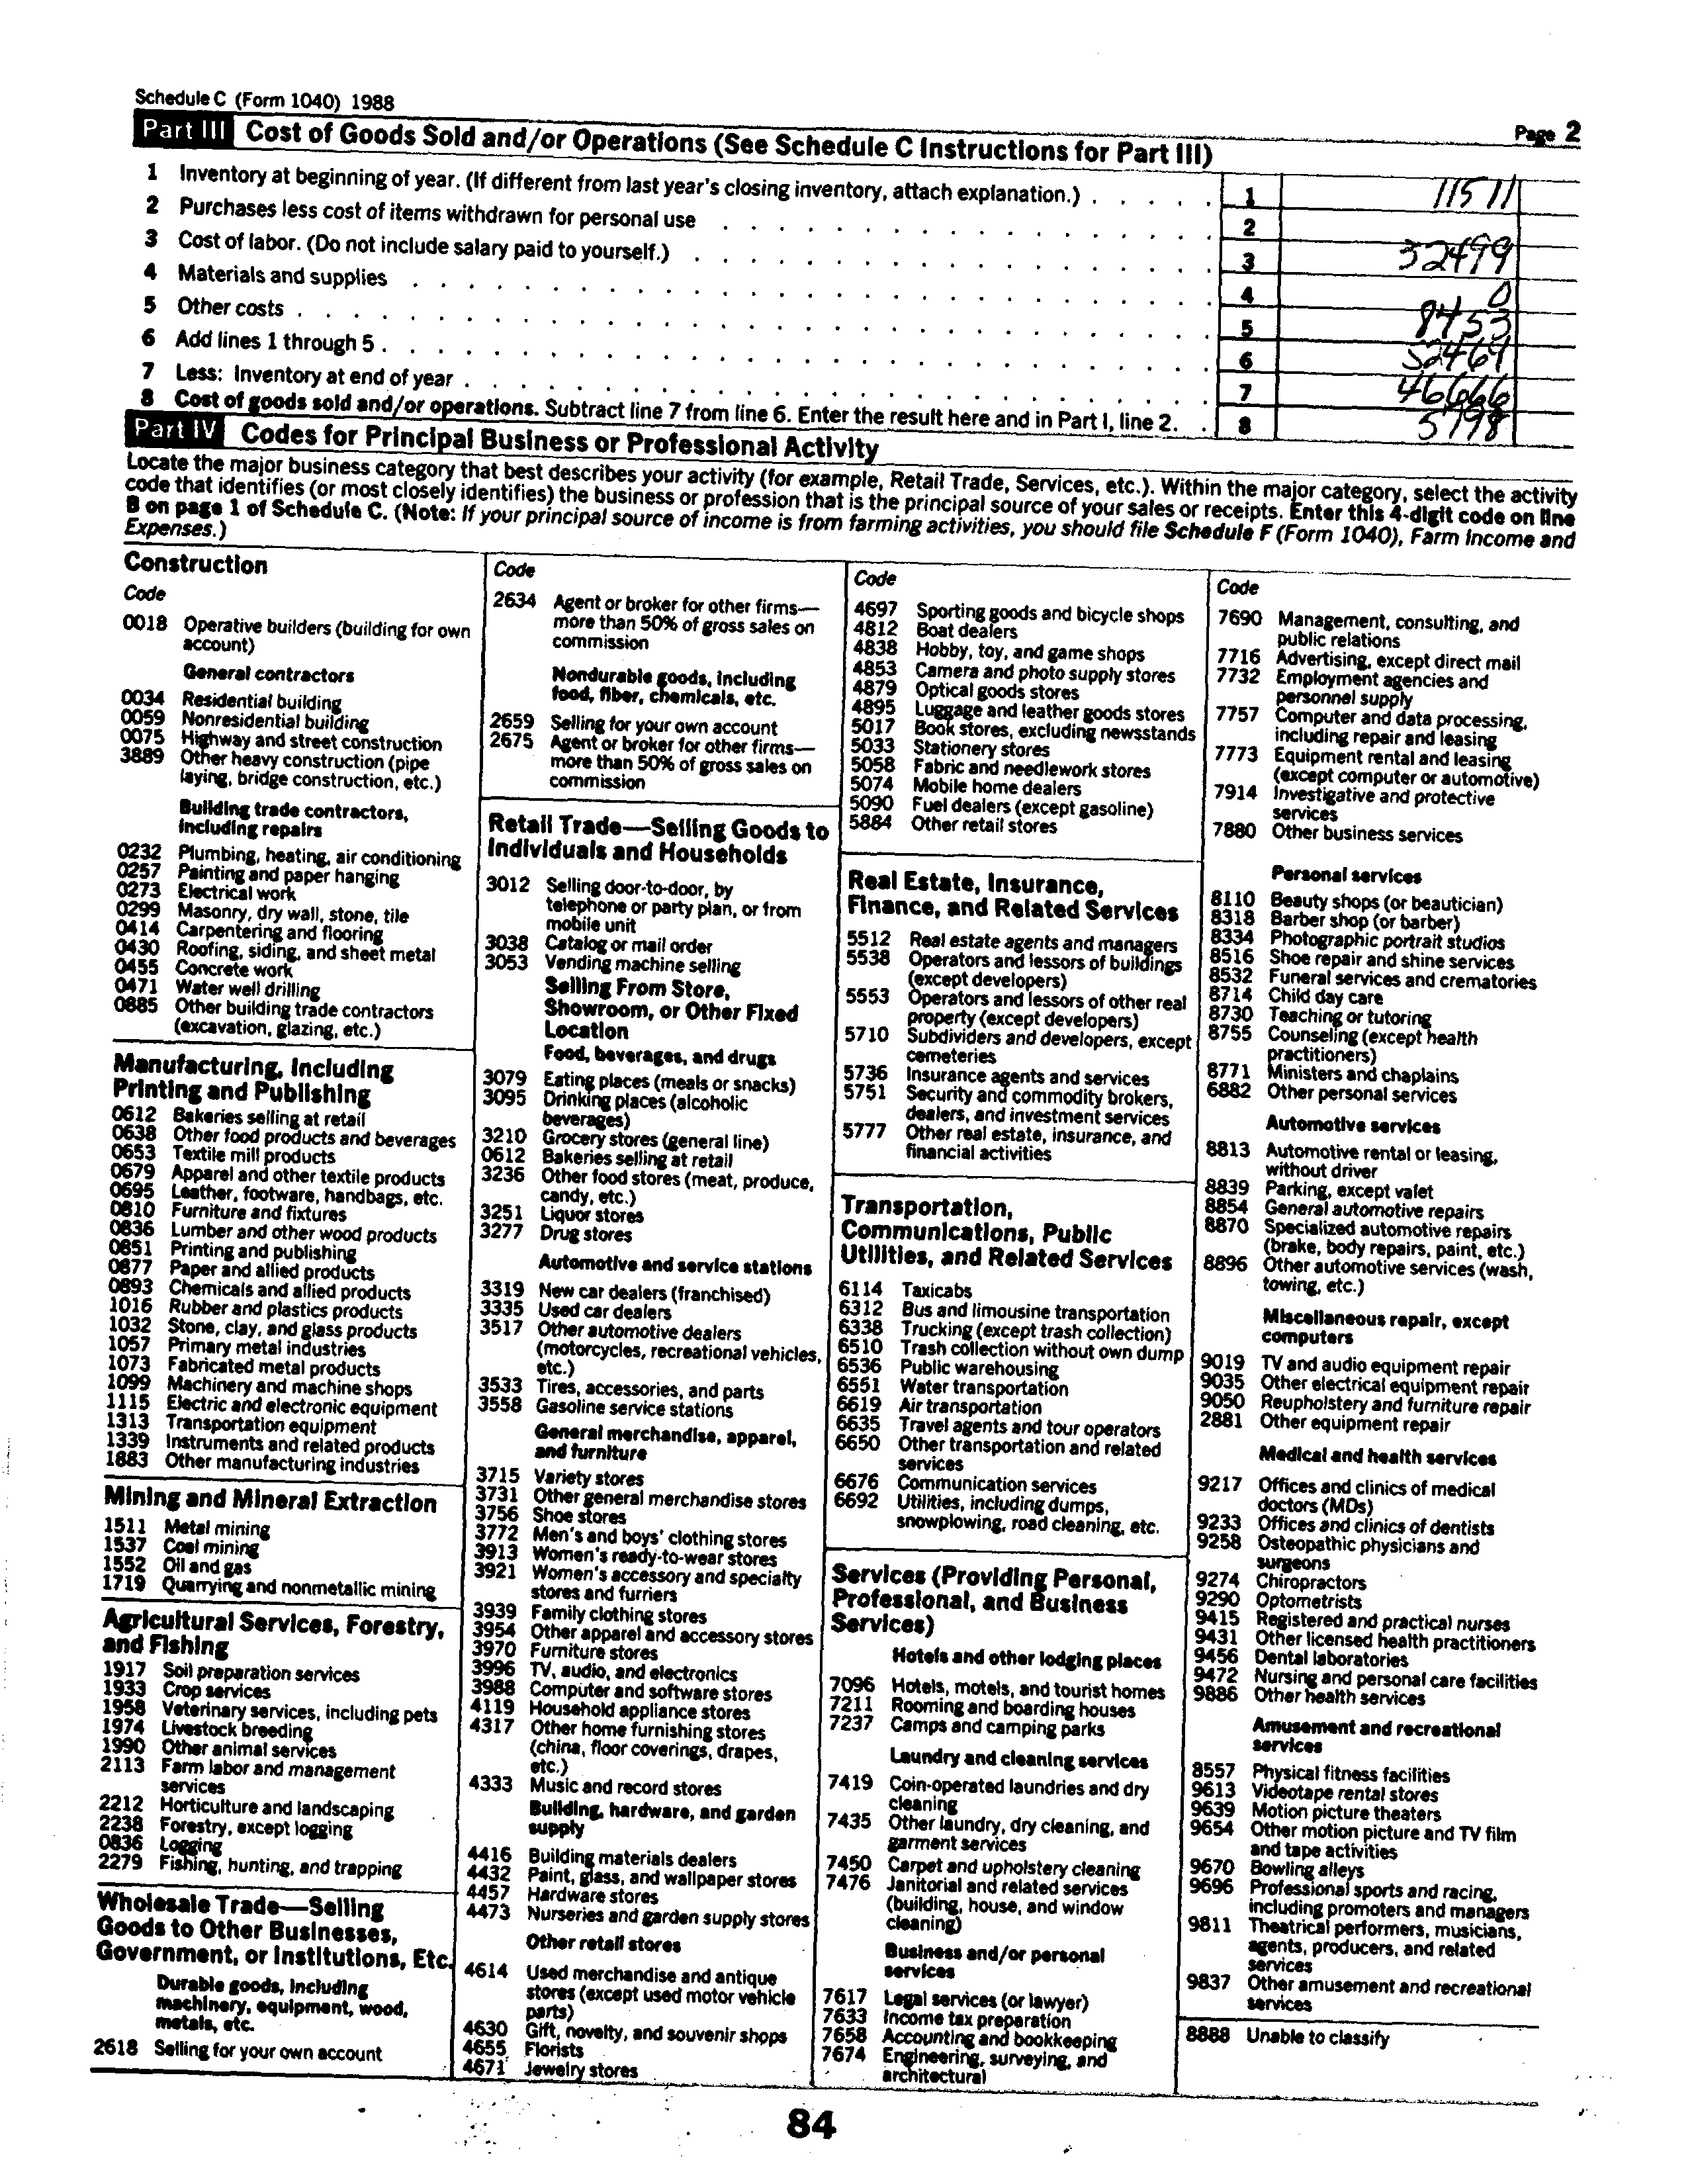 Schedule C (Form 1040) 1988
Page 2
Part III Cost of Goods Sold and/or Operations (See Schedule C Instructions for Part III)
1 Inventory at beginning of year. (If different from last year's closing inventory, attach explanation.) . . . . . 1 11511
2 Purchases less cost of items withdrawn for personal use 2
3 Cost of labor. (Do not include salary paid to yourself.) 3 32499
4 Materials and supplies 4 0
5 Other costs 5 8453
6 Add lines 1 through 5 6 52464
7 Less: Inventory at end of year 7 46666
8 Cost of goods sold and/or operations. Subtract line 7 from line 6. Enter the result here and in Part I, line 2. . 8 5798
Part IV Codes for Principal Business or Professional Activity
Locate the major business category that best describes your activity (for example, Retail Trade, Services, etc.). Within the major category, select the activity
code that identifies (or most closely identifies) the business or profession that is the principal source of your sales or receipts. Enter this 4-digit code on line
B on page 1 of Schedule C. (Note: If your principal source of income is from farming activities, you should file Schedule F (Form 1040), Farm Income and
Expenses.)
Construction
Code
0018 Operative builders (building for own
account)
General contractors
0034 Residential building
0059 Nonresidential building
0075 Highway and street construction
3889 Other heavy construction (pipe
laying, bridge construction, etc.)
Building trade contractors,
including repairs
0232 Plumbing, heating, air conditioning
0257 Painting and paper hanging
0273 Electrical work
0299 Masonry, dry wall, stone, tile
0414 Carpentering and flooring
0430 Roofing, siding, and sheet metal
0455 Concrete work
0471 Water well drilling
0885 Other building trade contractors
(excavation, glazing, etc.)
Manufacturing, Including
Printing and Publishing
0612 Bakeries selling at retail
0638 Other food products and beverages
0653 Textile mill products
0679 Apparel and other textile products
0695 Leather, footware, handbags, etc.
0810 Furniture and fixtures
0836 Lumber and other wood products
0851 Printing and publishing
0877 Paper and allied products
0893 Chemicals and allied products
1016 Rubber and plastics products
1032 Stone, clay, and glass products
1057 Primary metal industries
1073 Fabricated metal products
1099 Machinery and machine shops
1115 Electric and electronic equipment
1313 Transportation equipment
1339 Instruments and related products
1883 Other manufacturing industries
Mining and Mineral Extraction
1511 Metal mining
1537 Coal mining
1552 Oil and gas
1719 Quarrying and nonmetallic mining
Agricultural Services, Forestry,
and Fishing
1917 Soil preparation services
1933 Crop services
1958 Veterinary services, including pets
1974 Livestock breeding
1990 Other animal services
2113 Farm labor and management
services
2212 Horticulture and landscaping
2238 Forestry, except logging
0836 Logging
2279 Fishing, hunting, and trapping
Wholesale Trade—Selling
Goods to Other Businesses,
Government, or Institutions, Etc.
Durable goods, including
machinery, equipment, wood,
metals, etc.
2618 Selling for your own account
Code
2634 Agent or broker for other firms—
more than 50% of gross sales on
commission
Nondurable goods, including
food, fiber, chemicals, etc.
2659 Selling for your own account
2675 Agent or broker for other firms—
more than 50% of gross sales on
commission
Retail Trade—Selling Goods to
Individuals and Households
3012 Selling door-to-door, by
telephone or party plan, or from
mobile unit
3038 Catalog or mail order
3053 Vending machine selling
Selling From Store,
Showroom, or Other Fixed
Location
Food, beverages, and drugs
3079 Eating places (meals or snacks)
3095 Drinking places (alcoholic
beverages)
3210 Grocery stores (general line)
0612 Bakeries selling at retail
3236 Other food stores (meat, produce,
candy, etc.)
3251 Liquor stores
3277 Drug stores
Automotive and service stations
3319 New car dealers (franchised)
3335 Used car dealers
3517 Other automotive dealers
(motorcycles, recreational vehicles,
etc.)
3533 Tires, accessories, and parts
3558 Gasoline service stations
General merchandise, apparel,
and furniture
3715 Variety stores
3731 Other general merchandise stores
3756 Shoe stores
3772 Men's and boys' clothing stores
3913 Women's ready-to-wear stores
3921 Women's accessory and specialty
stores and furriers
3939 Family clothing stores
3954 Other apparel and accessory stores
3970 Furniture stores
3996 TV, audio, and electronics
3988 Computer and software stores
4119 Household appliance stores
4317 Other home furnishing stores
(china, floor coverings, drapes,
etc.)
4333 Music and record stores
Building, hardware, and garden
supply
4416 Building materials dealers
4432 Paint, glass, and wallpaper stores
4457 Hardware stores
4473 Nurseries and garden supply stores
Other retail stores
4614 Used merchandise and antique
stores (except used motor vehicle
parts)
4630 Gift, novelty, and souvenir shops
4655 Florists
4671 Jewelry stores
Code
4697 Sporting goods and bicycle shops
4812 Boat dealers
4838 Hobby, toy, and game shops
4853 Camera and photo supply stores
4879 Optical goods stores
4895 Luggage and leather goods stores
5017 Book stores, excluding newsstands
5033 Stationery stores
5058 Fabric and needlework stores
5074 Mobile home dealers
5090 Fuel dealers (except gasoline)
5884 Other retail stores
Real Estate, Insurance,
Finance, and Related Services
5512 Real estate agents and managers
5538 Operators and lessors of buildings
(except developers)
5553 Operators and lessors of other real
property (except developers)
5710 Subdividers and developers, except
cemeteries
5736 Insurance agents and services
5751 Security and commodity brokers,
dealers, and investment services
5777 Other real estate, insurance, and
financial activities
Transportation,
Communications, Public
Utilities, and Related Services
6114 Taxicabs
6312 Bus and limousine transportation
6338 Trucking (except trash collection)
6510 Trash collection without own dump
6536 Public warehousing
6551 Water transportation
6619 Air transportation
6635 Travel agents and tour operators
6650 Other transportation and related
services
6676 Communication services
6692 Utilities, including dumps,
snowplowing, road cleaning, etc.
Services (Providing Personal,
Professional, and Business
Services)
Hotels and other lodging places
7096 Hotels, motels, and tourist homes
7211 Rooming and boarding houses
7237 Camps and camping parks
Laundry and cleaning services
7419 Coin-operated laundries and dry
cleaning
7435 Other laundry, dry cleaning, and
garment services
7450 Carpet and upholstery cleaning
7476 Janitorial and related services
(building, house, and window
cleaning)
Business and/or personal
services
7617 Legal services (or lawyer)
7633 Income tax preparation
7658 Accounting and bookkeeping
7674 Engineering, surveying, and
architectural
Code
7690 Management, consulting, and
public relations
7716 Advertising, except direct mail
7732 Employment agencies and
personnel supply
7757 Computer and data processing,
including repair and leasing
7773 Equipment rental and leasing
(except computer or automotive)
7914 Investigative and protective
services
7880 Other business services
Personal services
8110 Beauty shops (or beautician)
8318 Barber shop (or barber)
8334 Photographic portrait studios
8516 Shoe repair and shine services
8532 Funeral services and crematories
8714 Child day care
8730 Teaching or tutoring
8755 Counseling (except health
practitioners)
8771 Ministers and chaplains
6882 Other personal services
Automotive services
8813 Automotive rental or leasing,
without driver
8839 Parking, except valet
8854 General automotive repairs
8870 Specialized automotive repairs
(brake, body repairs, paint, etc.)
8896 Other automotive services (wash,
towing, etc.)
Miscellaneous repair, except
computers
9019 TV and audio equipment repair
9035 Other electrical equipment repair
9050 Reupholstery and furniture repair
2881 Other equipment repair
Medical and health services
9217 Offices and clinics of medical
doctors (MDs)
9233 Offices and clinics of dentists
9258 Osteopathic physicians and
surgeons
9274 Chiropractors
9290 Optometrists
9415 Registered and practical nurses
9431 Other licensed health practitioners
9456 Dental laboratories
9472 Nursing and personal care facilities
9886 Other health services
Amusement and recreational
services
8557 Physical fitness facilities
9613 Videotape rental stores
9639 Motion picture theaters
9654 Other motion picture and TV film
and tape activities
9670 Bowling alleys
9696 Professional sports and racing,
including promoters and managers
9811 Theatrical performers, musicians,
agents, producers, and related
services
9837 Other amusement and recreational
services
8888 Unable to classify
84